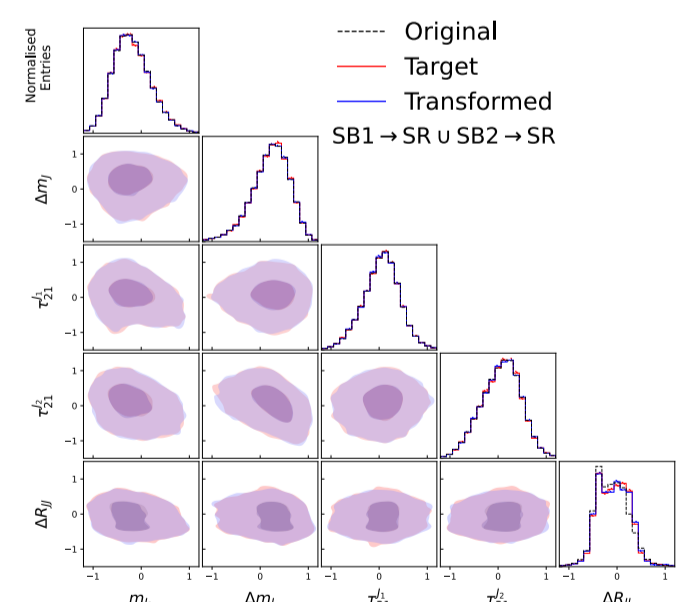 Normalised
Entries
Original
Target
Transformed
SB1 → SR ∪ SB2 → SR
Δm_J
1
0
−1
τ_21^{J_1}
1
0
−1
τ_21^{J_2}
1
0
−1
ΔR_JJ
1
0
−1
−1 0 1 −1 0 1 −1 0 1 −1 0 1 −1 0 1